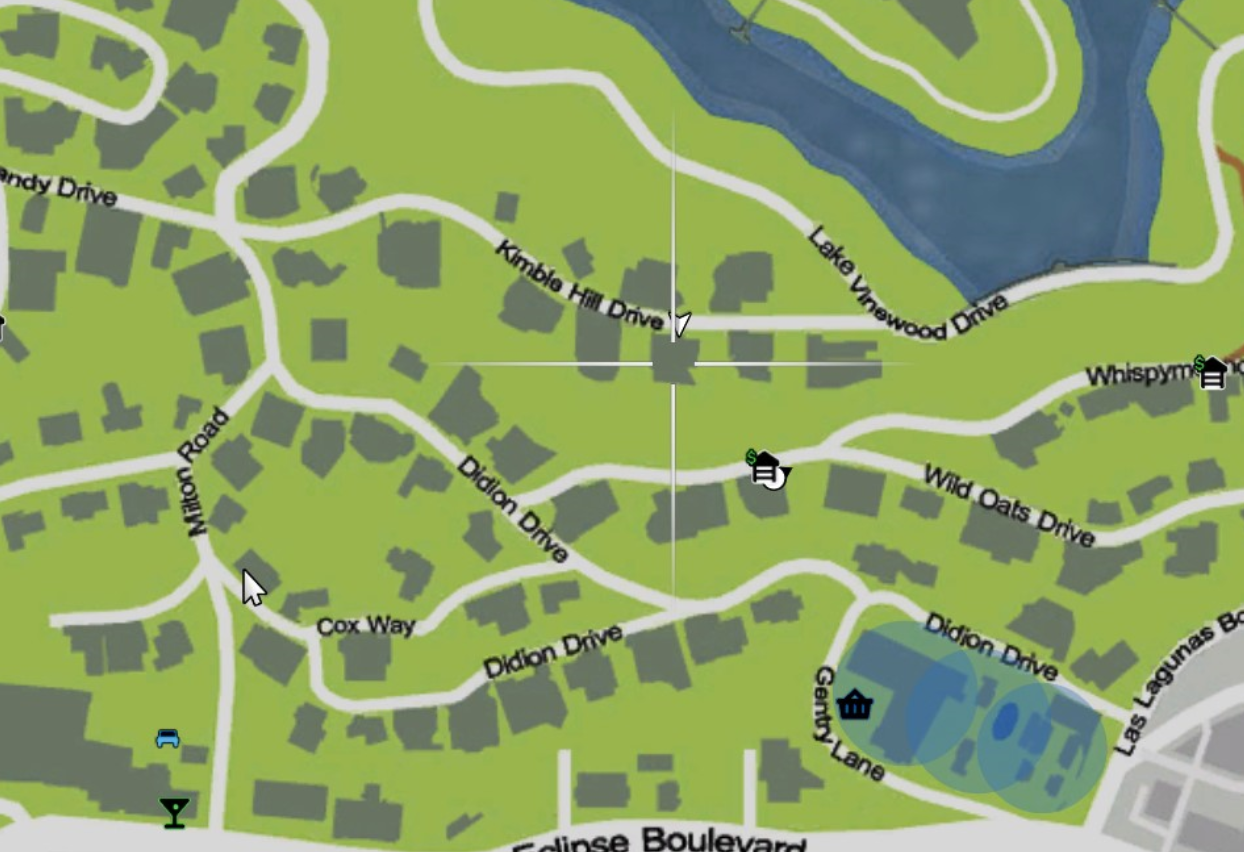 andy Drive
Kimble Hill Drive
Lake Vinewood Drive
Whispym
Milton Road
Didion Drive
Wild Oats Drive
Cox Way
Didion Drive
Didion Drive
Gentry Lane
Las Lagunas Bo
Eclipse Boulevard
$
$